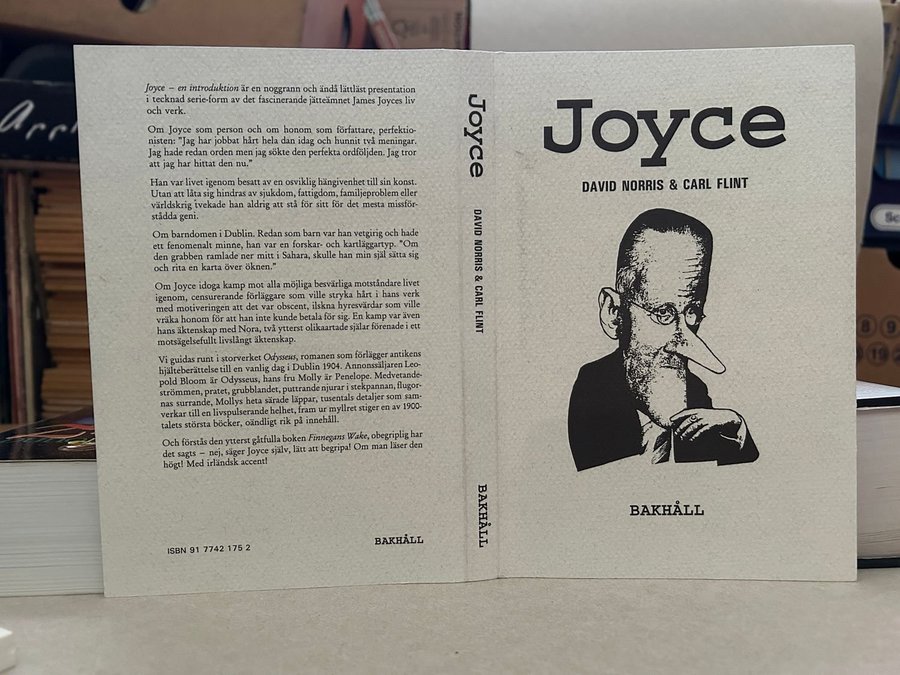 Joyce – en introduktion är en noggrann och ändå lättläst presentation
i tecknad serie-form av det fascinerande jätteämnet James Joyces liv
och verk.
Om Joyce som person och om honom som författare, perfektio-
nisten: "Jag har jobbat hårt hela dan idag och hunnit två meningar.
Jag hade redan orden men jag sökte den perfekta ordföljden. Jag tror
att jag har hittat den nu."
Han var livet igenom besatt av en osviklig hängivenhet till sin konst.
Utan att låta sig hindras av sjukdom, fattigdom, familjeproblem eller
världskrig tvekade han aldrig att stå för sitt för det mesta missför-
stådda geni.
Om barndomen i Dublin. Redan som barn var han vetgirig och hade
ett fenomenalt minne, han var en forskar- och kartläggartyp. "Om
den grabben ramlade ner mitt i Sahara, skulle han min själ sätta sig
och rita en karta över öknen."
Om Joyce idoga kamp mot alla möjliga besvärliga motståndare livet
igenom, censurerande förläggare som ville stryka hårt i hans verk
med motiveringen att det var obscent, ilskna hyresvärdar som ville
vräka honom för att han inte kunde betala för sig. En kamp var även
hans äktenskap med Nora, två ytterst olikaartade själar förenade i ett
motsägelsefullt livslångt äktenskap.
Vi guidas runt i storverket Odysseus, romanen som förlägger antikens
hjälteberättelse till en vanlig dag i Dublin 1904. Annonssäljaren Leo-
pold Bloom är Odysseus, hans fru Molly är Penelope. Medvetande-
strömmen, pratet, grubblandet, puttrande njurar i stekpannan, flugor-
nas surrande, Mollys heta särade läppar, tusentals detaljer som sam-
verkar till en livspulserande helhet, fram ur myllret stiger en av 1900-
talets största böcker, oändligt rik på innehåll.
Och förstås den ytterst gåtfulla boken Finnegans Wake, obegriplig har
det sagts – nej, säger Joyce själv, lätt att begripa! Om man läser den
högt! Med irländsk accent!
ISBN 91 7742 175 2
BAKHÅLL
Joyce
DAVID NORRIS & CARL FLINT
BAKHÅLL
Joyce
DAVID NORRIS & CARL FLINT
BAKHÅLL